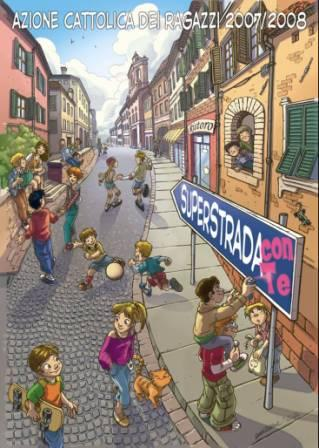 AZIONE CATTOLICA DEI RAGAZZI 2007/2008
SUPERSTRADA
con
Te